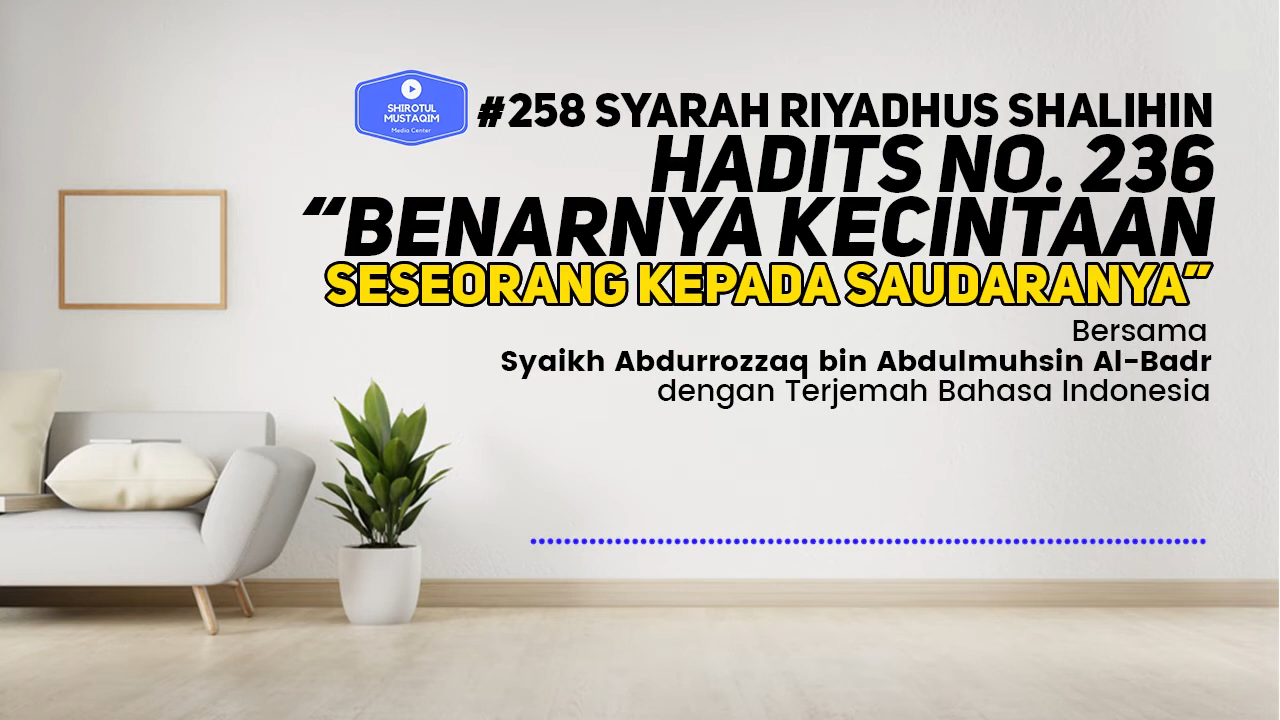 SHIROTUL
MUSTAQIM
Media Center
#258 SYARAH RIYADHUS SHALIHIN
HADITS NO. 236
“BENARNYA KECINTAAN
SESEORANG KEPADA SAUDARANYA”
Bersama
Syaikh Abdurrozzaq bin Abdulmuhsin Al-Badr
dengan Terjemah Bahasa Indonesia